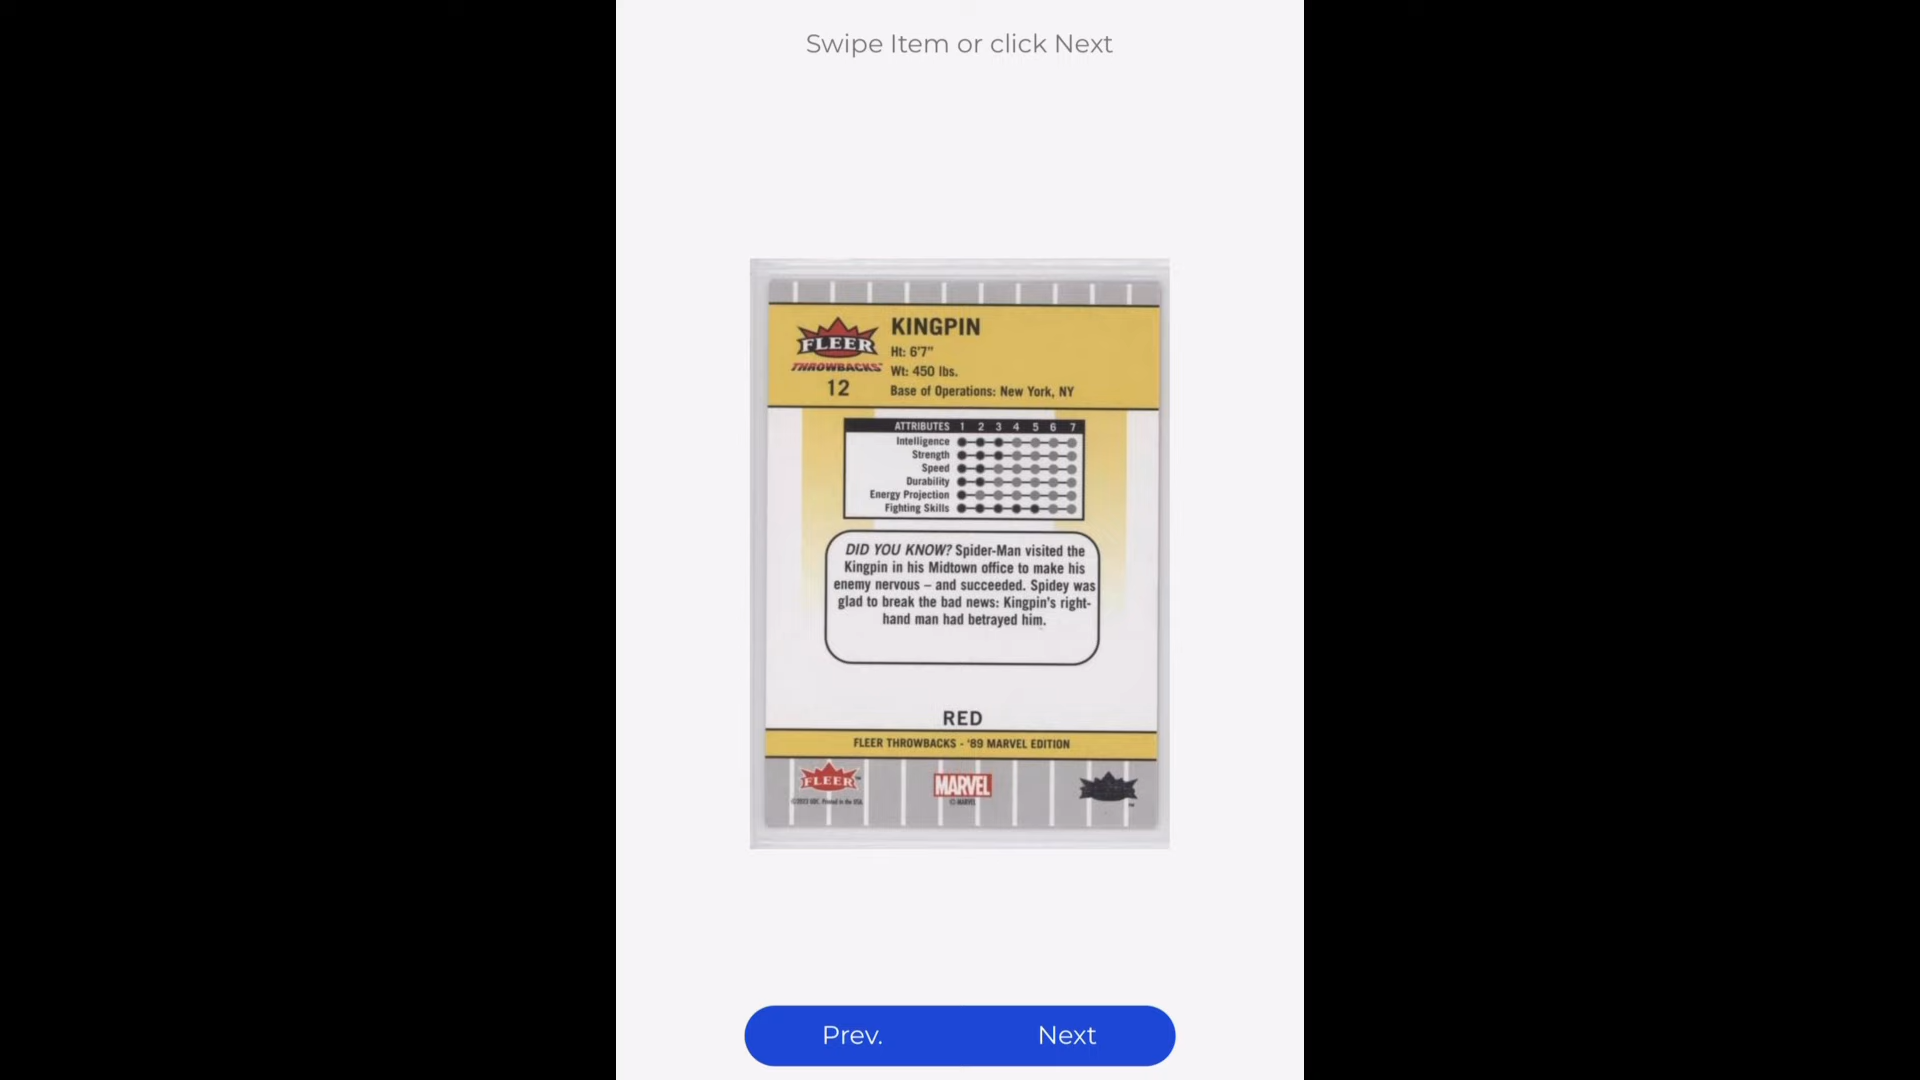 Swipe Item or click Next
FLEER
THROWBACKS
12
KINGPIN
Ht: 6'7"
Wt: 450 lbs.
Base of Operations: New York, NY
ATTRIBUTES 1 2 3 4 5 6 7
Intelligence
Strength
Speed
Durability
Energy Projection
Fighting Skills
DID YOU KNOW? Spider-Man visited the
Kingpin in his Midtown office to make his
enemy nervous – and succeeded. Spidey was
glad to break the bad news: Kingpin's right-
hand man had betrayed him.
RED
FLEER THROWBACKS - '89 MARVEL EDITION
FLEER
MARVEL
© MARVEL
Prev.
Next